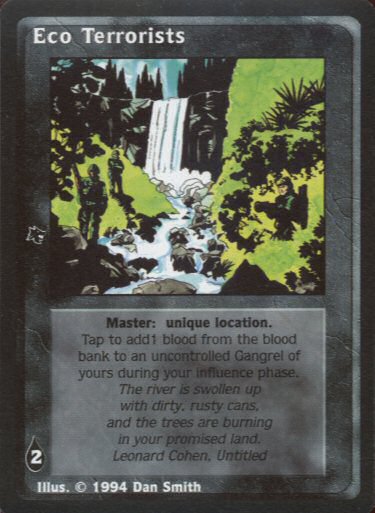 Eco Terrorists
Master: unique location.
Tap to add1 blood from the blood
bank to an uncontrolled Gangrel of
yours during your influence phase.
The river is swollen up
with dirty, rusty cans,
and the trees are burning
in your promised land.
Leonard Cohen, Untitled
2
Illus. © 1994 Dan Smith